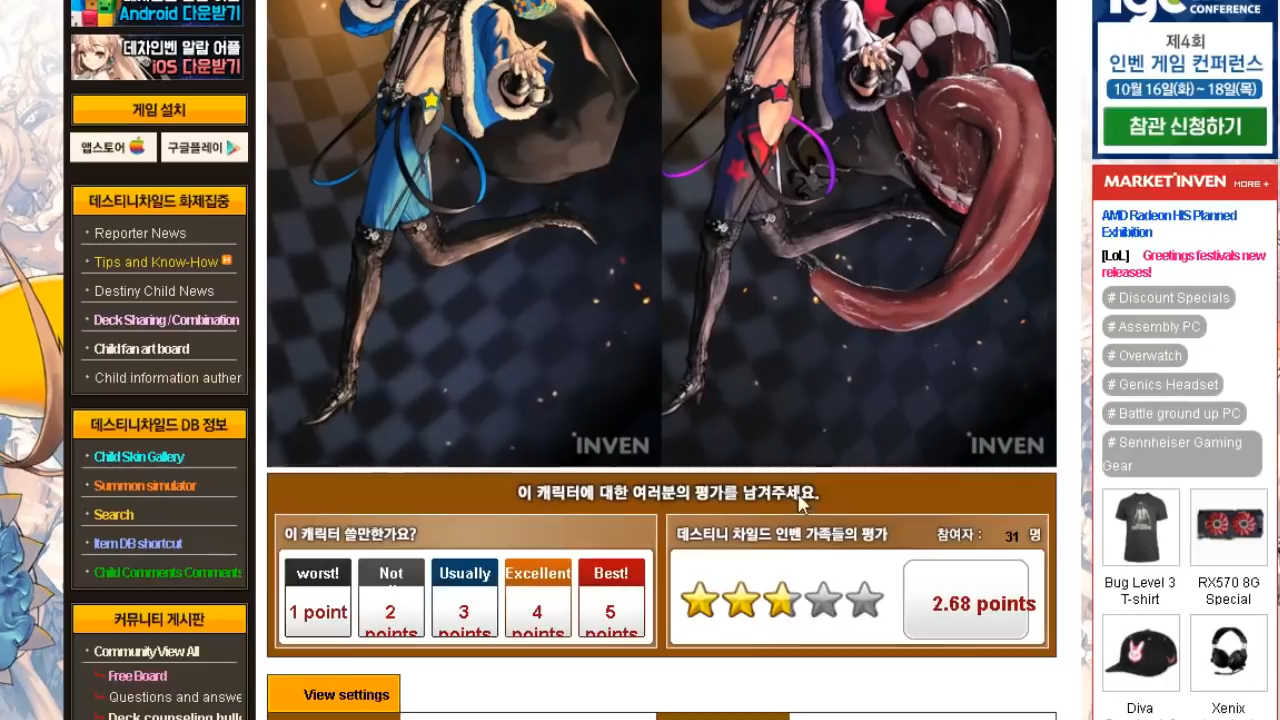 Android 다운받기
데차인벤 알람 어플
iOS 다운받기
게임 설치
앱스토어
구글플레이
데스티니차일드 화제집중
Reporter News
Tips and Know-How
Destiny Child News
Deck Sharing / Combination
Child fan art board
Child information auther
데스티니차일드 DB 정보
Child Skin Gallery
Summon simulator
Search
Item DB shortcut
Child Comments Comments
커뮤니티 게시판
Community View All
Free Board
Questions and answe
INVEN
INVEN
이 캐릭터에 대한 여러분의 평가를 남겨주세요.
이 캐릭터 쓸만한가요?
worst!
1 point
Not
2
points
Usually
3
points
Excellent
4
points
Best!
5
points
데스티니 차일드 인벤 가족들의 평가
참여자 : 31 명
2.68 points
View settings
CONFERENCE
제4회
인벤 게임 컨퍼런스
10월 16일(화) ~ 18일(목)
참관 신청하기
MARKET INVEN MORE +
AMD Radeon HIS Planned
Exhibition
[LoL] Greetings festivals new
releases!
# Discount Specials
# Assembly PC
# Overwatch
# Genics Headset
# Battle ground up PC
# Sennheiser Gaming
Gear
Bug Level 3
T-shirt
RX570 8G
Special
Diva
Xenix